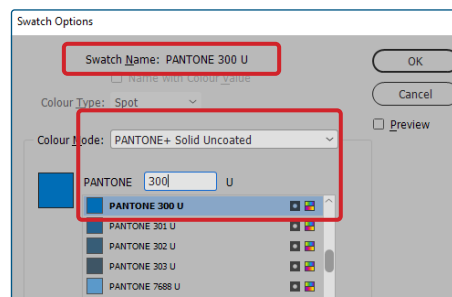 Swatch Options
Swatch Name: PANTONE 300 U
Name with Colour Value
Colour Type: Spot
Colour Mode: PANTONE+ Solid Uncoated
PANTONE 300 U
PANTONE 300 U
PANTONE 301 U
PANTONE 302 U
PANTONE 303 U
PANTONE 7688 U
OK
Cancel
Preview